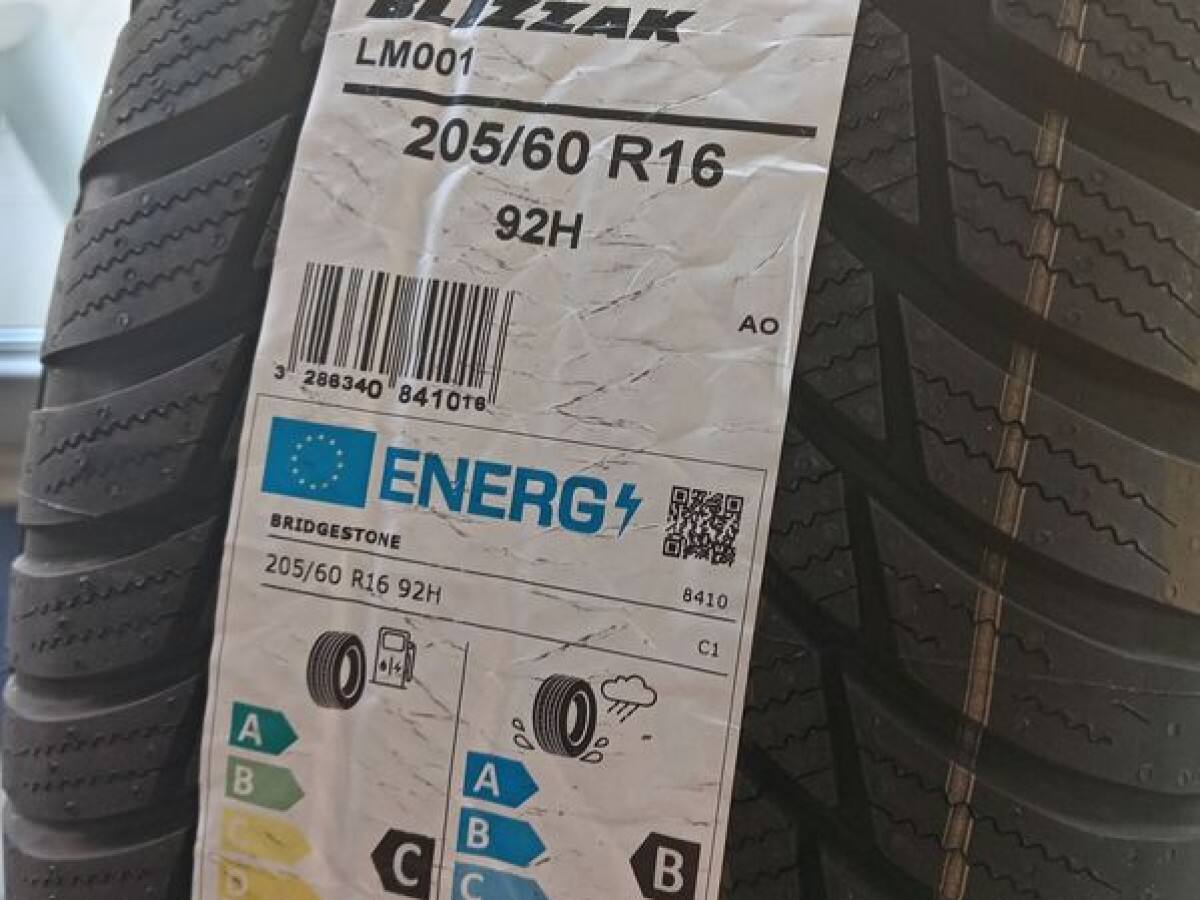 BLIZZAK
LM001
205/60 R16
92H
AO
3 286340 841016
ENERG
BRIDGESTONE
205/60 R16 92H
8410
C1
A
B
C
D
C
A
B
C
B